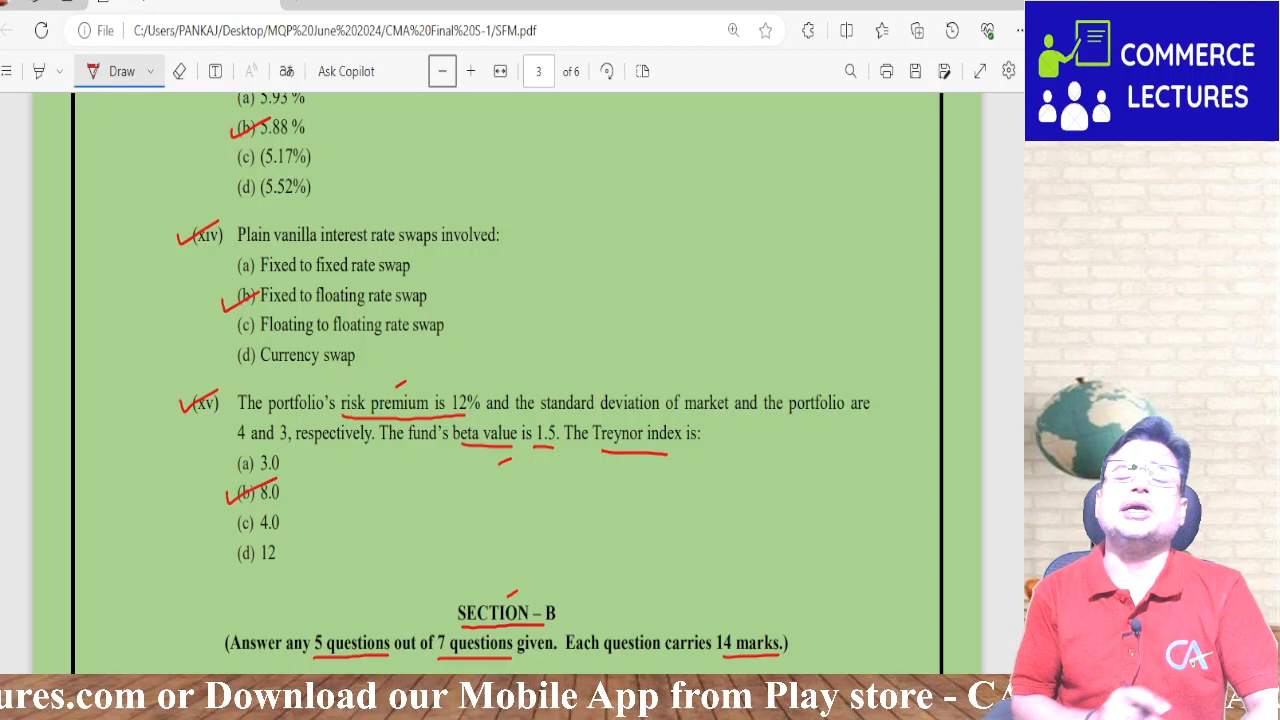 File
C:/Users/PANKAJ/Desktop/MQP%20June%202024/CMA%20Final%20S-1/SFM.pdf
Draw
Ask Copilot
3 of 6
COMMERCE
LECTURES
(a) 5.93 %
(b) 5.88 %
(c) (5.17%)
(d) (5.52%)
(xiv) Plain vanilla interest rate swaps involved:
(a) Fixed to fixed rate swap
(b) Fixed to floating rate swap
(c) Floating to floating rate swap
(d) Currency swap
(xv) The portfolio’s risk premium is 12% and the standard deviation of market and the portfolio are
4 and 3, respectively. The fund’s beta value is 1.5. The Treynor index is:
(a) 3.0
(b) 8.0
(c) 4.0
(d) 12
SECTION – B
(Answer any 5 questions out of 7 questions given. Each question carries 14 marks.)
CA
ures.com or Download our Mobile App from Play store - CA